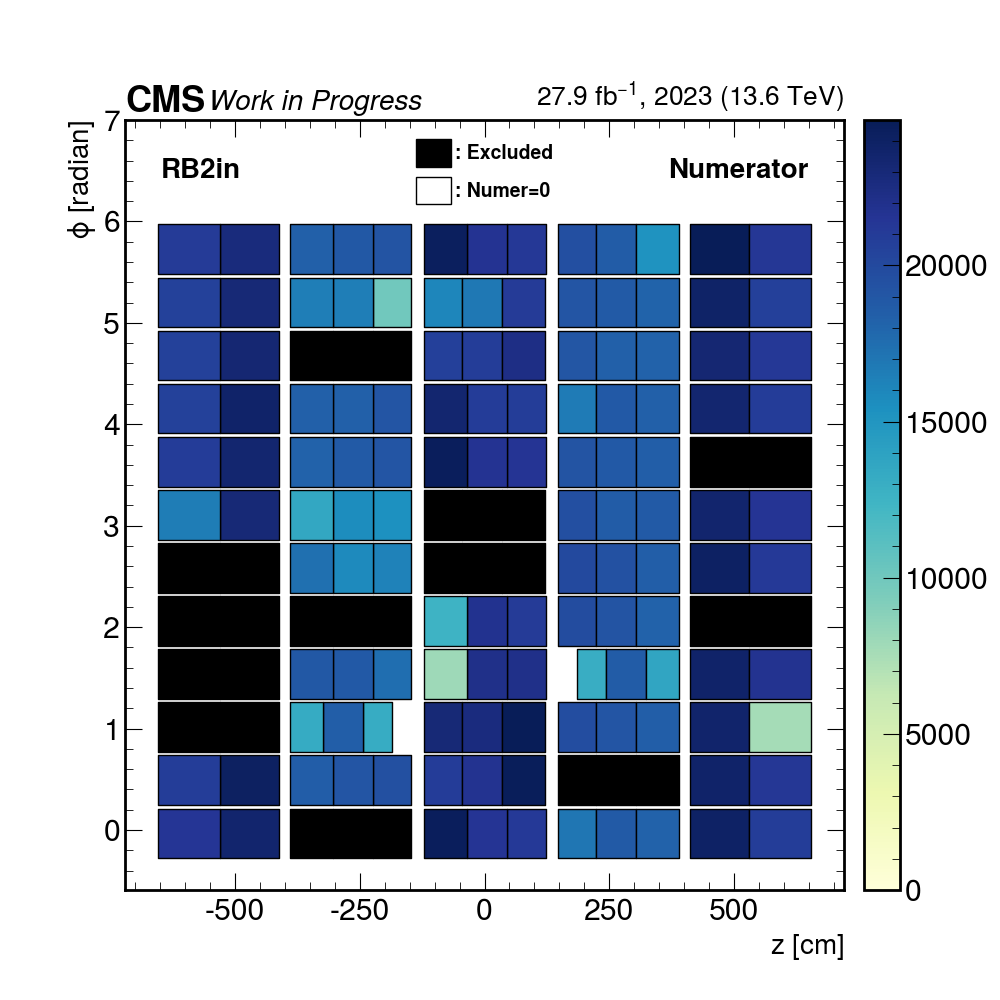 CMS Work in Progress 27.9 fb⁻¹, 2023 (13.6 TeV)
RB2in : Excluded Numerator
: Numer=0
ϕ [radian]
7
6
5
4
3
2
1
0
-500 -250 0 250 500
z [cm]
20000
15000
10000
5000
0